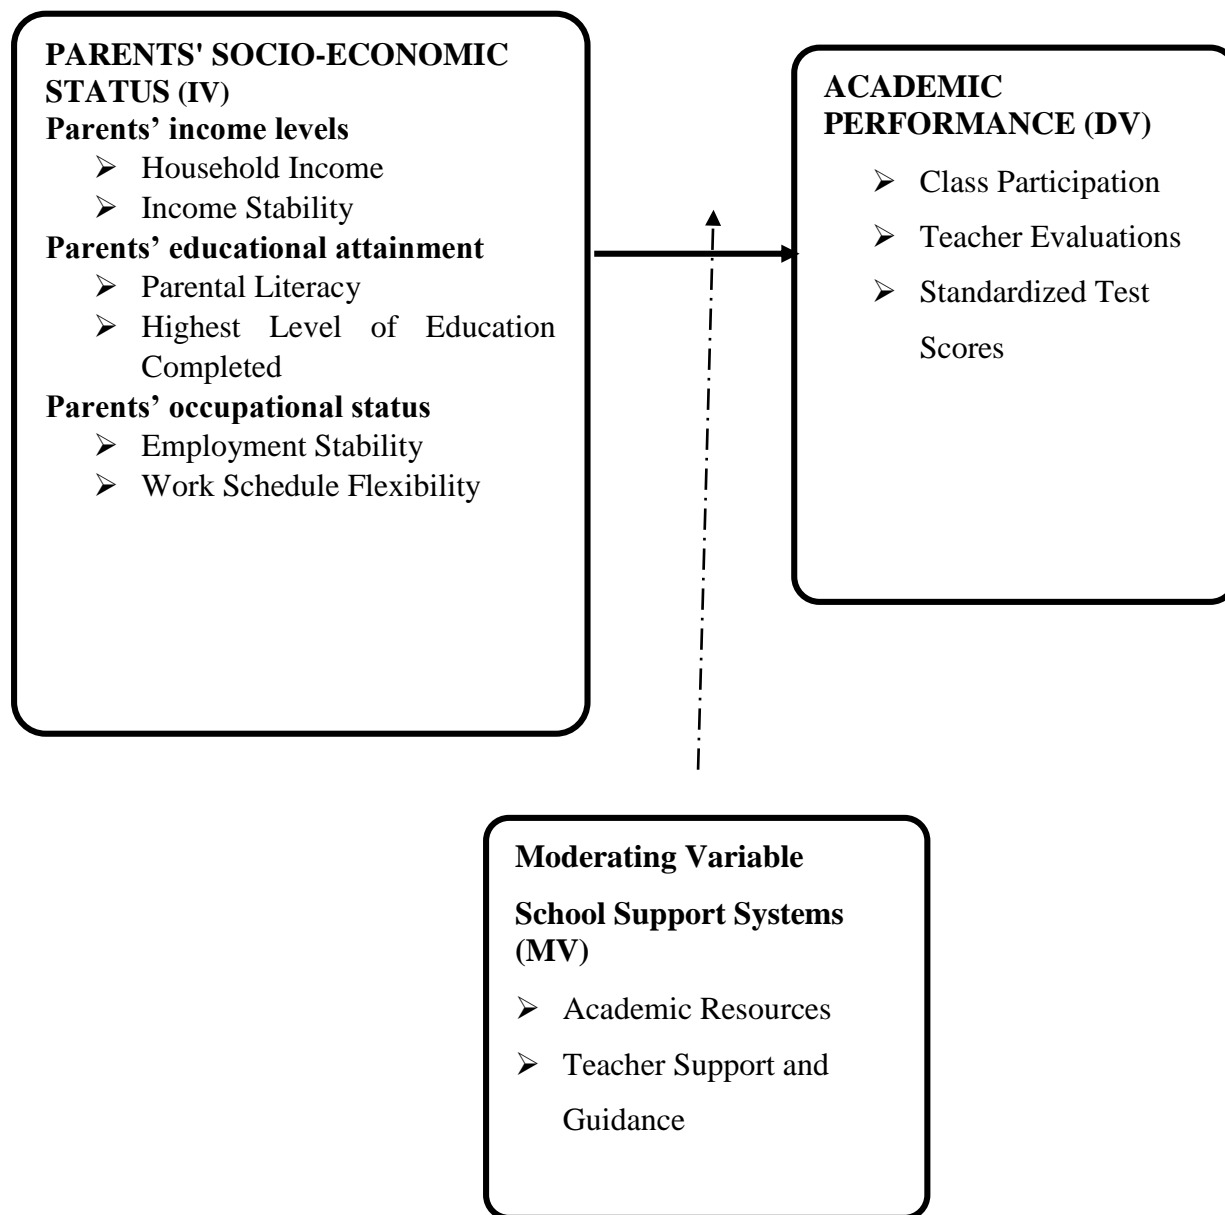 PARENTS' SOCIO-ECONOMIC
STATUS (IV)
Parents’ income levels
➢ Household Income
➢ Income Stability
Parents’ educational attainment
➢ Parental Literacy
➢ Highest Level of Education
Completed
Parents’ occupational status
➢ Employment Stability
➢ Work Schedule Flexibility
ACADEMIC
PERFORMANCE (DV)
➢ Class Participation
➢ Teacher Evaluations
➢ Standardized Test
Scores
Moderating Variable
School Support Systems
(MV)
➢ Academic Resources
➢ Teacher Support and
Guidance